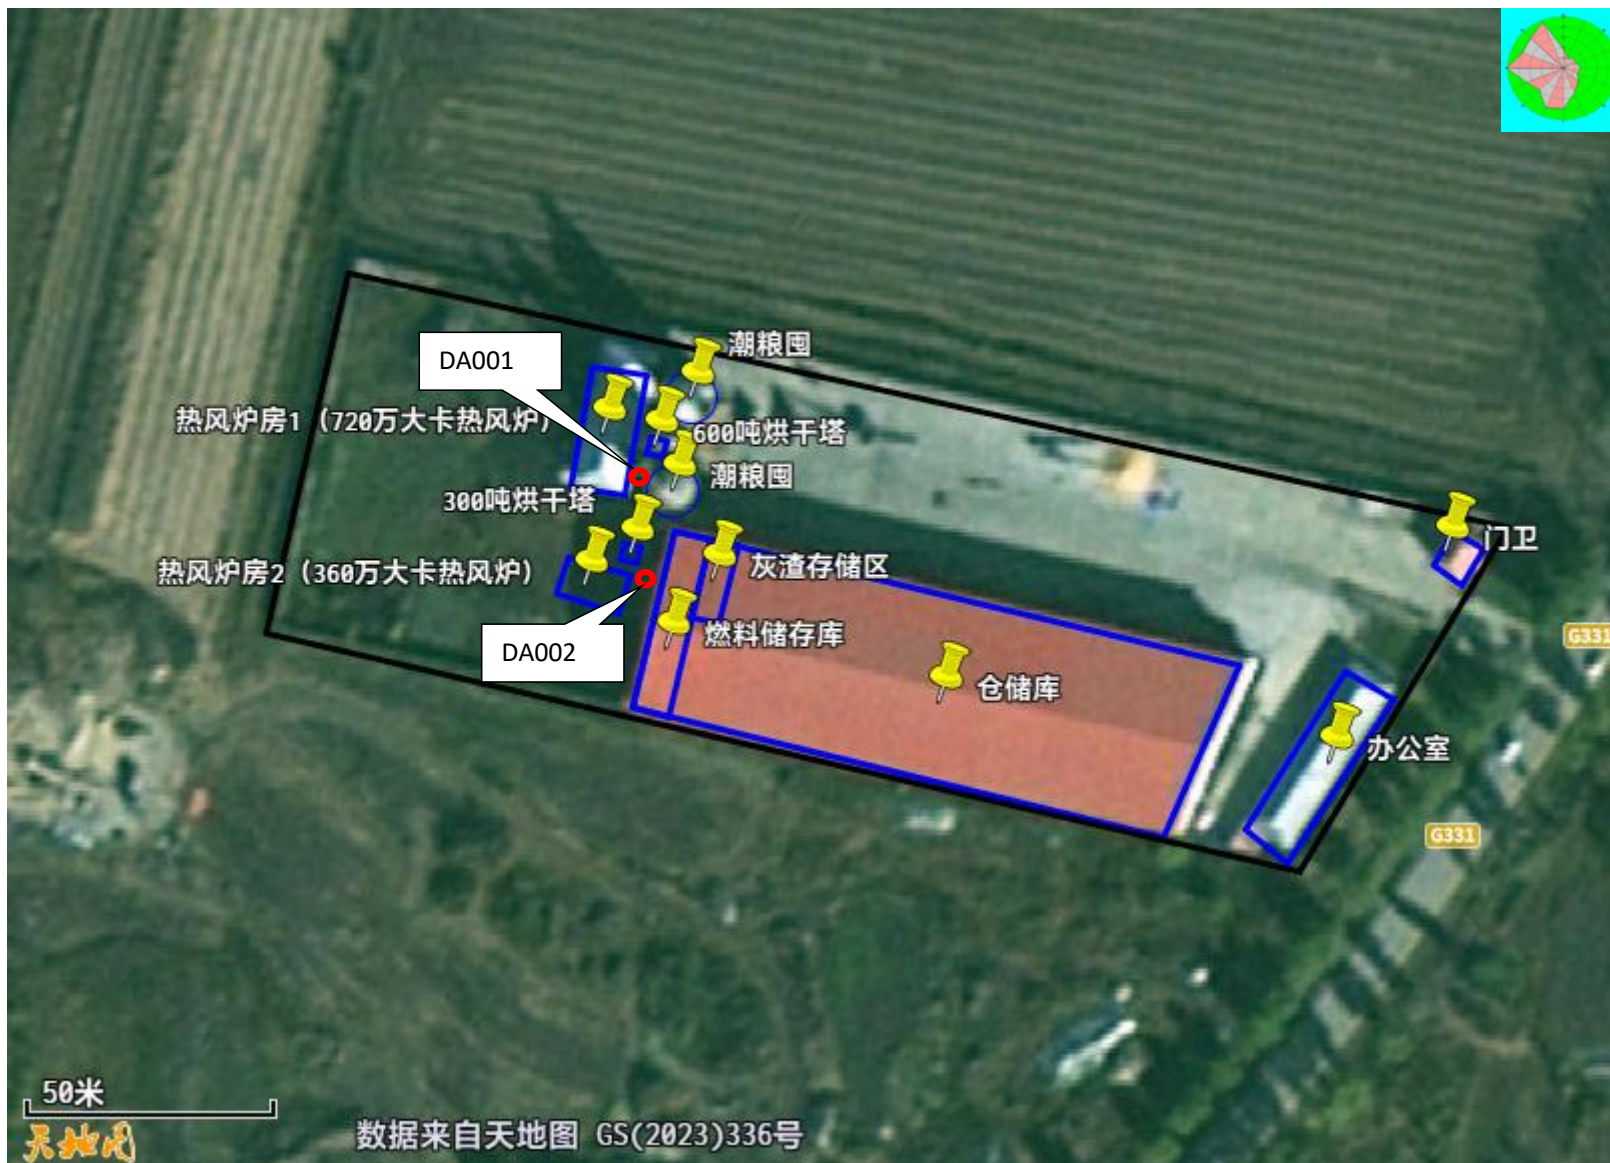 潮粮囤
DA001
热风炉房1（720万大卡热风炉）
600吨烘干塔
潮粮囤
300吨烘干塔
门卫
灰渣存储区
热风炉房2（360万大卡热风炉）
燃料储存库
G331
DA002
仓储库
办公室
G331
50米
天地图
数据来自天地图 GS(2023)336号